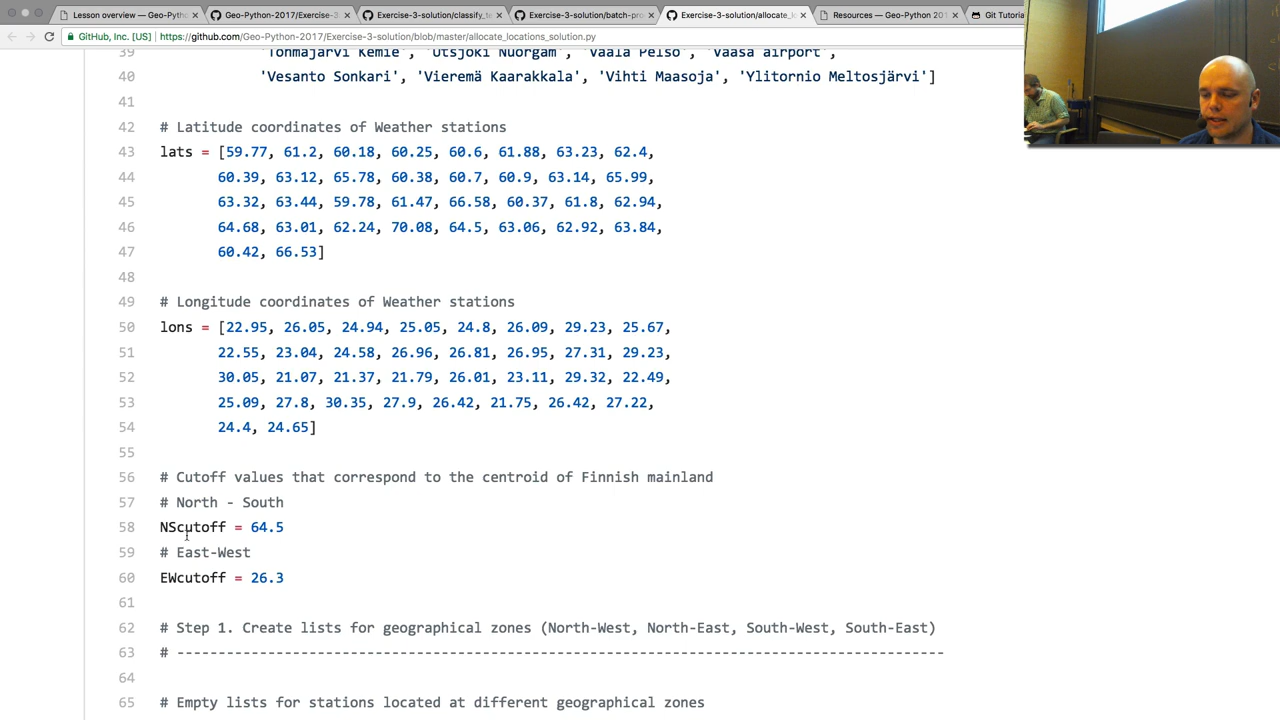 Lesson overview — Geo-Pyth
Geo-Python-2017/Exercise-3
Exercise-3-solution/classify_te
Exercise-3-solution/batch-pro
Exercise-3-solution/allocate_lo
Resources — Geo Python 201
Git Tutoria
GitHub, Inc. [US] | https://github.com/Geo-Python-2017/Exercise-3-solution/blob/master/allocate_locations_solution.py
39 'Tohmajärvi Kemie', 'Utsjoki Nuorgam', 'Vaala Pelso', 'Vaasa airport',
40 'Vesanto Sonkari', 'Vieremä Kaarakkala', 'Vihti Maasoja', 'Ylitornio Meltosjärvi']
41
42 # Latitude coordinates of Weather stations
43 lats = [59.77, 61.2, 60.18, 60.25, 60.6, 61.88, 63.23, 62.4,
44 60.39, 63.12, 65.78, 60.38, 60.7, 60.9, 63.14, 65.99,
45 63.32, 63.44, 59.78, 61.47, 66.58, 60.37, 61.8, 62.94,
46 64.68, 63.01, 62.24, 70.08, 64.5, 63.06, 62.92, 63.84,
47 60.42, 66.53]
48
49 # Longitude coordinates of Weather stations
50 lons = [22.95, 26.05, 24.94, 25.05, 24.8, 26.09, 29.23, 25.67,
51 22.55, 23.04, 24.58, 26.96, 26.81, 26.95, 27.31, 29.23,
52 30.05, 21.07, 21.37, 21.79, 26.01, 23.11, 29.32, 22.49,
53 25.09, 27.8, 30.35, 27.9, 26.42, 21.75, 26.42, 27.22,
54 24.4, 24.65]
55
56 # Cutoff values that correspond to the centroid of Finnish mainland
57 # North - South
58 NScutoff = 64.5
59 # East-West
60 EWcutoff = 26.3
61
62 # Step 1. Create lists for geographical zones (North-West, North-East, South-West, South-East)
63 # ---------------------------------------------------------------------------------------------
64
65 # Empty lists for stations located at different geographical zones